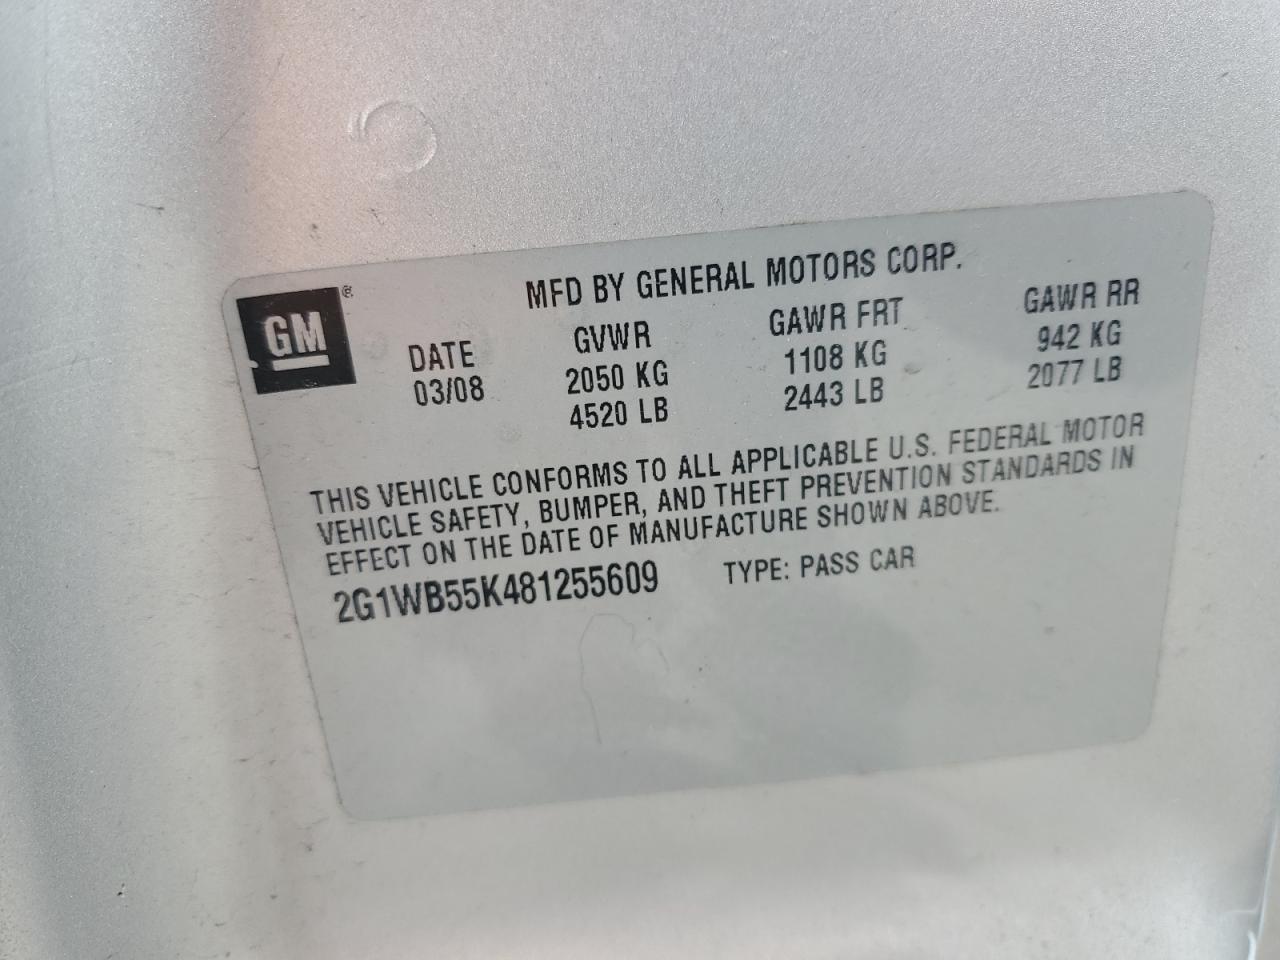 MFD BY GENERAL MOTORS CORP.
GM®
DATE GVWR GAWR FRT GAWR RR
03/08 2050 KG 1108 KG 942 KG
4520 LB 2443 LB 2077 LB
THIS VEHICLE CONFORMS TO ALL APPLICABLE U.S. FEDERAL MOTOR
VEHICLE SAFETY, BUMPER, AND THEFT PREVENTION STANDARDS IN
EFFECT ON THE DATE OF MANUFACTURE SHOWN ABOVE.
2G1WB55K481255609 TYPE: PASS CAR